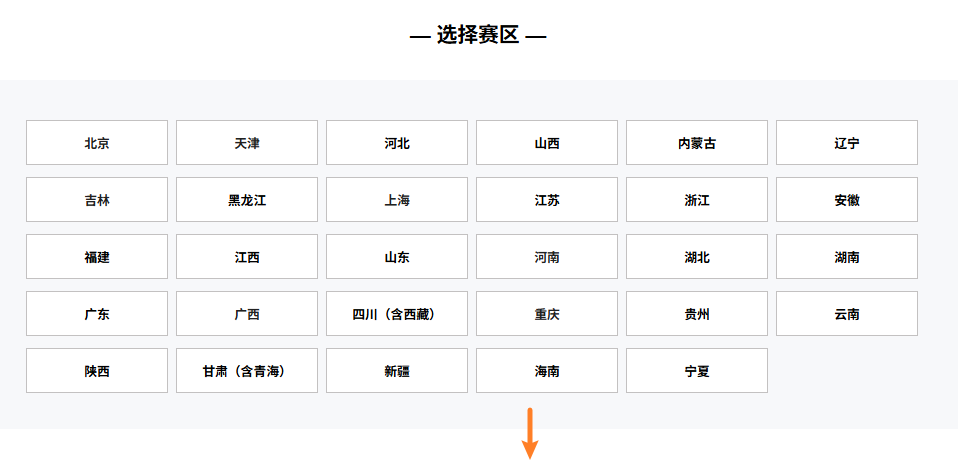 — 选择赛区 —
北京 天津 河北 山西 内蒙古 辽宁
吉林 黑龙江 上海 江苏 浙江 安徽
福建 江西 山东 河南 湖北 湖南
广东 广西 四川（含西藏） 重庆 贵州 云南
陕西 甘肃（含青海） 新疆 海南 宁夏